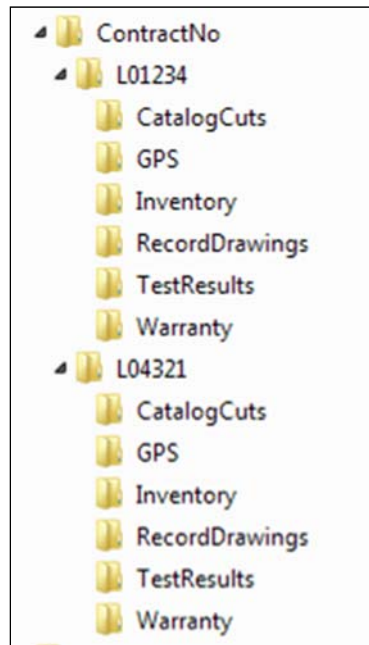 ContractNo
L01234
CatalogCuts
GPS
Inventory
RecordDrawings
TestResults
Warranty
L04321
CatalogCuts
GPS
Inventory
RecordDrawings
TestResults
Warranty